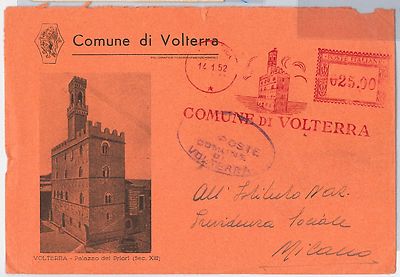 Comune di Volterra
14.1.52
POSTE ITALIANE
025.00
COMUNE DI VOLTERRA
POSTE
COMUNE
DI
VOLTERRA
All' Istituto Naz.
Previdenza Sociale
Milano
VOLTERRA - Palazzo dei Priori (Sec. XIII)